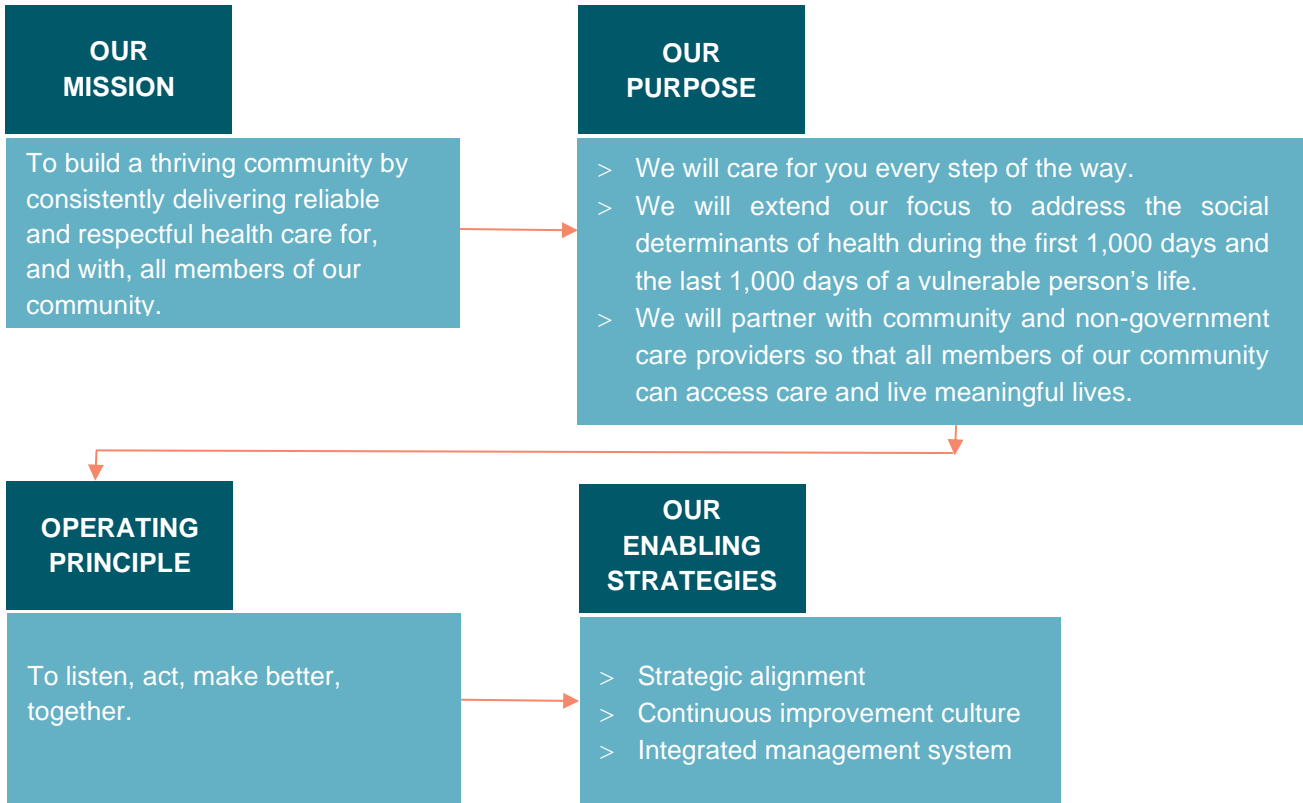 OUR
MISSION
To build a thriving community by
consistently delivering reliable
and respectful health care for,
and with, all members of our
community.
OUR
PURPOSE
> We will care for you every step of the way.
> We will extend our focus to address the social
determinants of health during the first 1,000 days and
the last 1,000 days of a vulnerable person’s life.
> We will partner with community and non-government
care providers so that all members of our community
can access care and live meaningful lives.
OPERATING
PRINCIPLE
To listen, act, make better,
together.
OUR
ENABLING
STRATEGIES
> Strategic alignment
> Continuous improvement culture
> Integrated management system